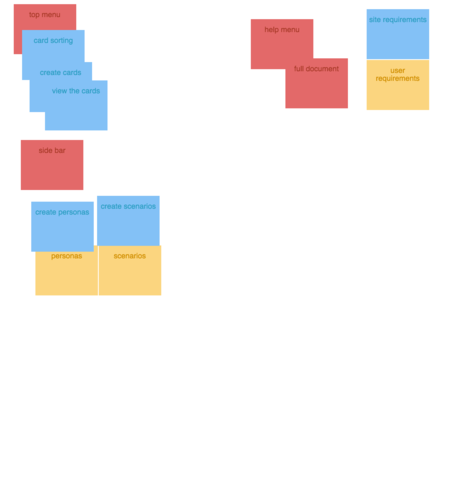 top menu
card sorting
create cards
view the cards
help menu
full document
site requirements
user
requirements
side bar
create personas
create scenarios
personas
scenarios